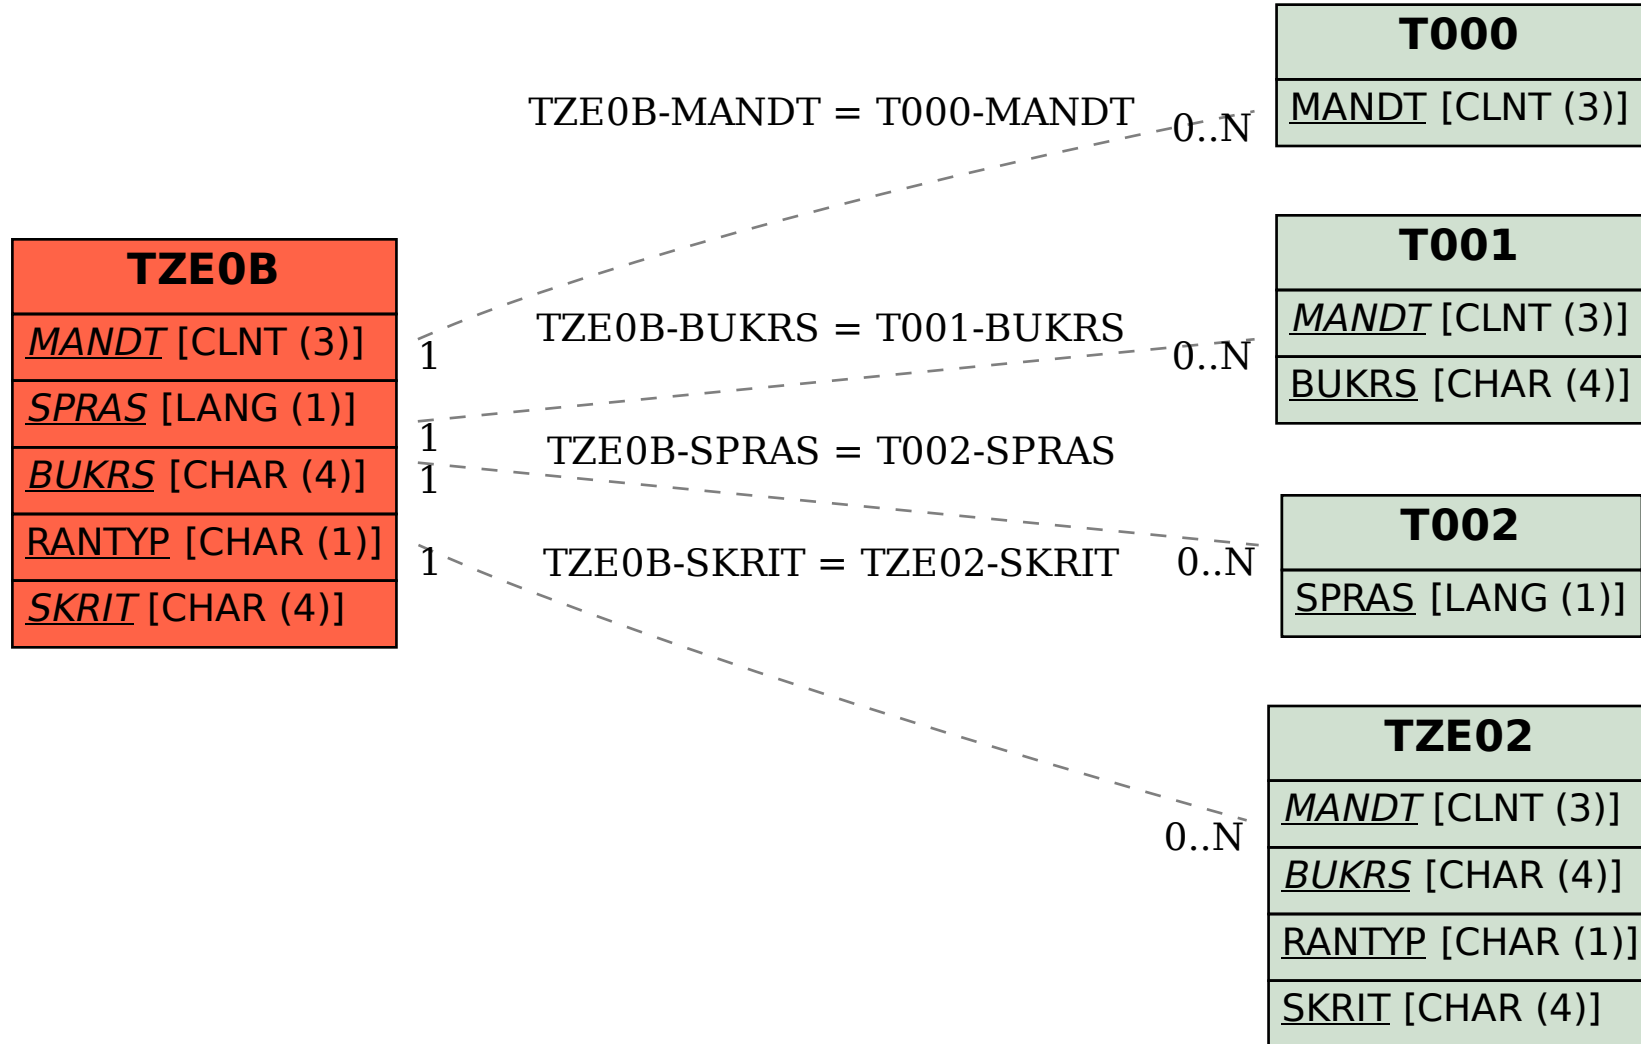 TZE0B
MANDT [CLNT (3)]
SPRAS [LANG (1)]
BUKRS [CHAR (4)]
RANTYP [CHAR (1)]
SKRIT [CHAR (4)]
TZE0B-MANDT = T000-MANDT
1
0..N
TZE0B-BUKRS = T001-BUKRS
1
0..N
TZE0B-SPRAS = T002-SPRAS
1
0..N
TZE0B-SKRIT = TZE02-SKRIT
1
0..N
T000
MANDT [CLNT (3)]
T001
MANDT [CLNT (3)]
BUKRS [CHAR (4)]
T002
SPRAS [LANG (1)]
TZE02
MANDT [CLNT (3)]
BUKRS [CHAR (4)]
RANTYP [CHAR (1)]
SKRIT [CHAR (4)]